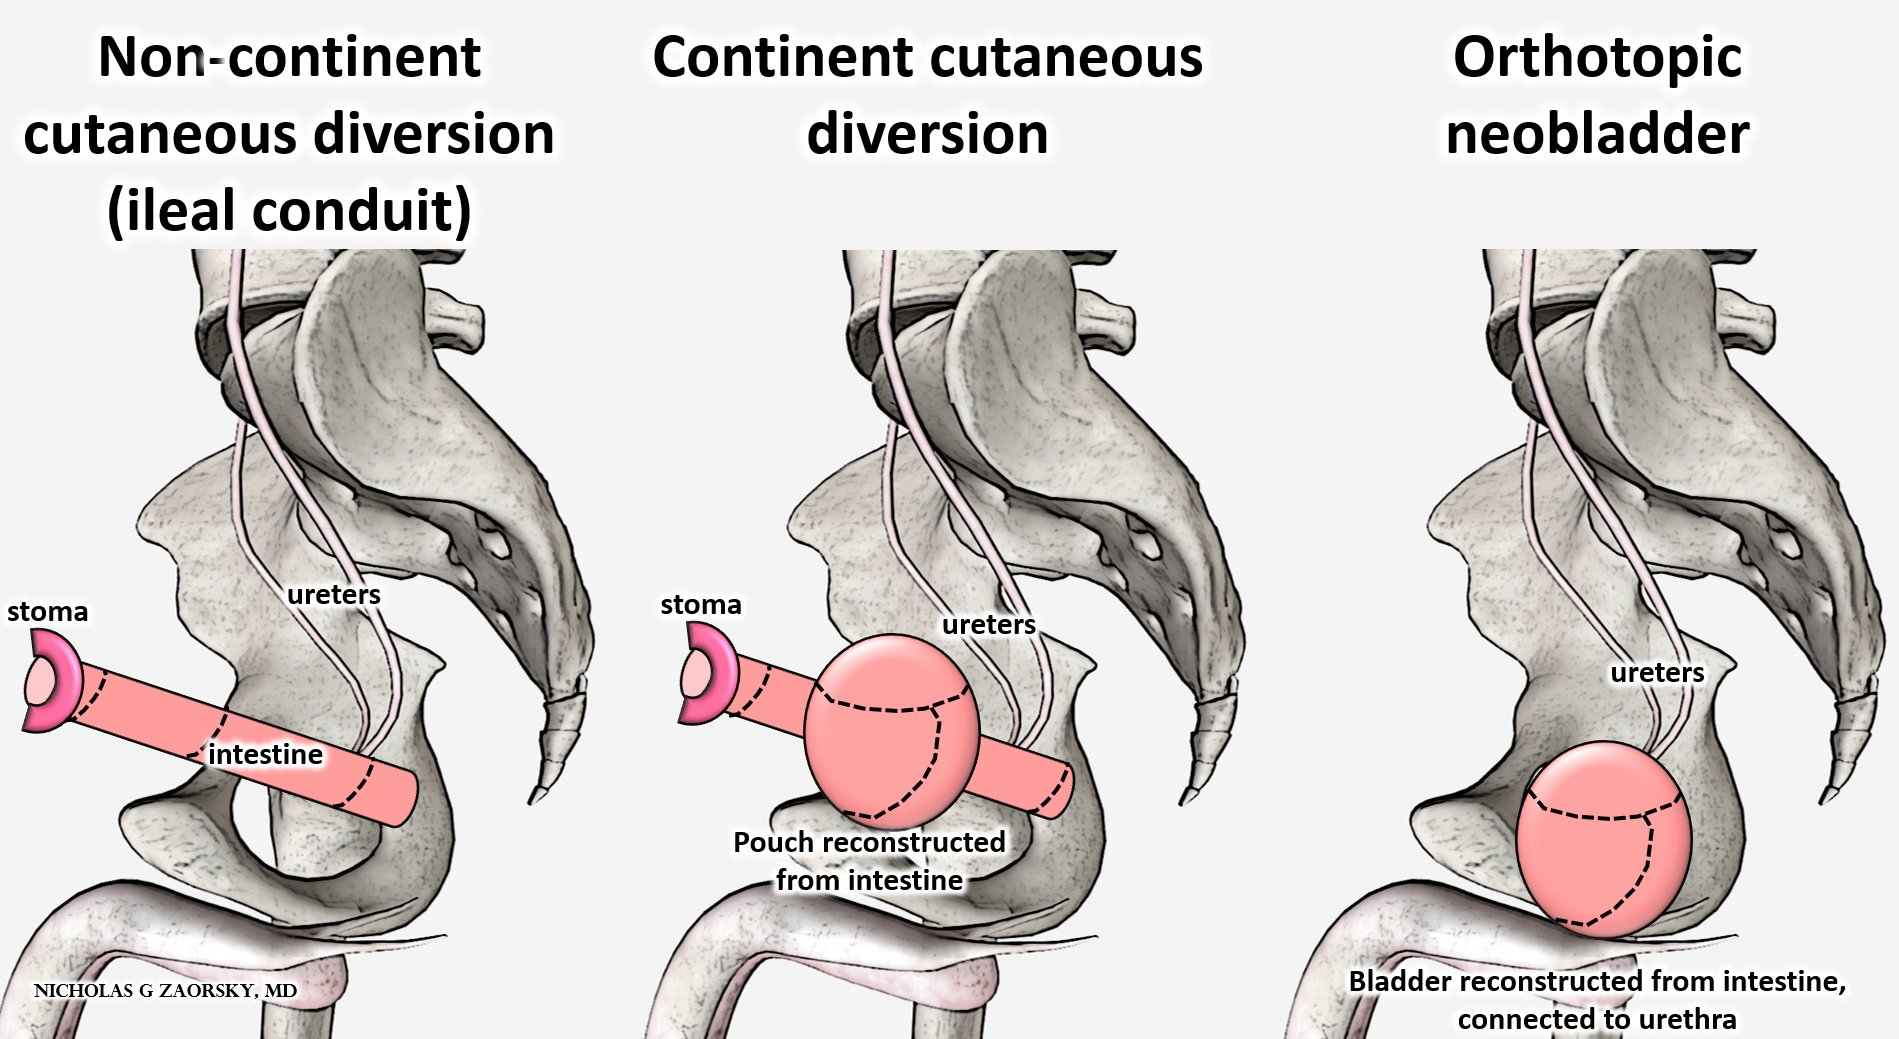 Non-continent
cutaneous diversion
(ileal conduit)
stoma
ureters
intestine
NICHOLAS G ZAORSKY, MD
Continent cutaneous
diversion
stoma
ureters
Pouch reconstructed
from intestine
Orthotopic
neobladder
ureters
Bladder reconstructed from intestine,
connected to urethra